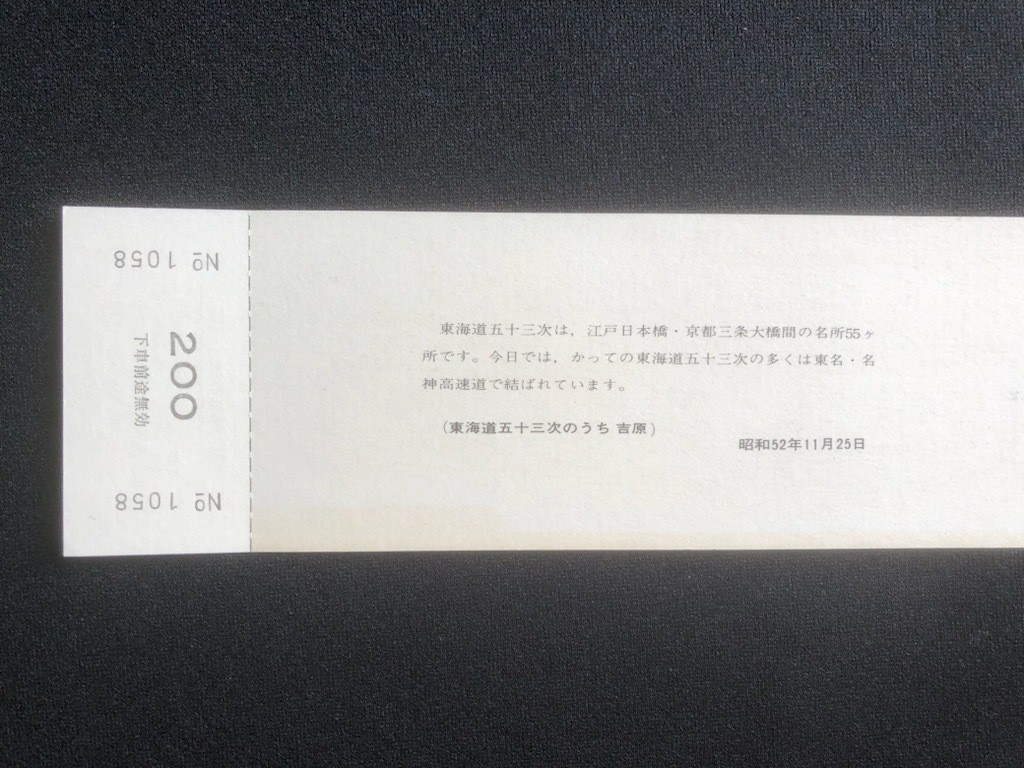 № 1058
200
下車前途無効
№ 1058
東海道五十三次は，江戸日本橋・京都三条大橋間の名所55ヶ
所です。今日では，かっての東海道五十三次の多くは東名・名
神高速道で結ばれています。
(東海道五十三次のうち 吉原)
昭和52年11月25日